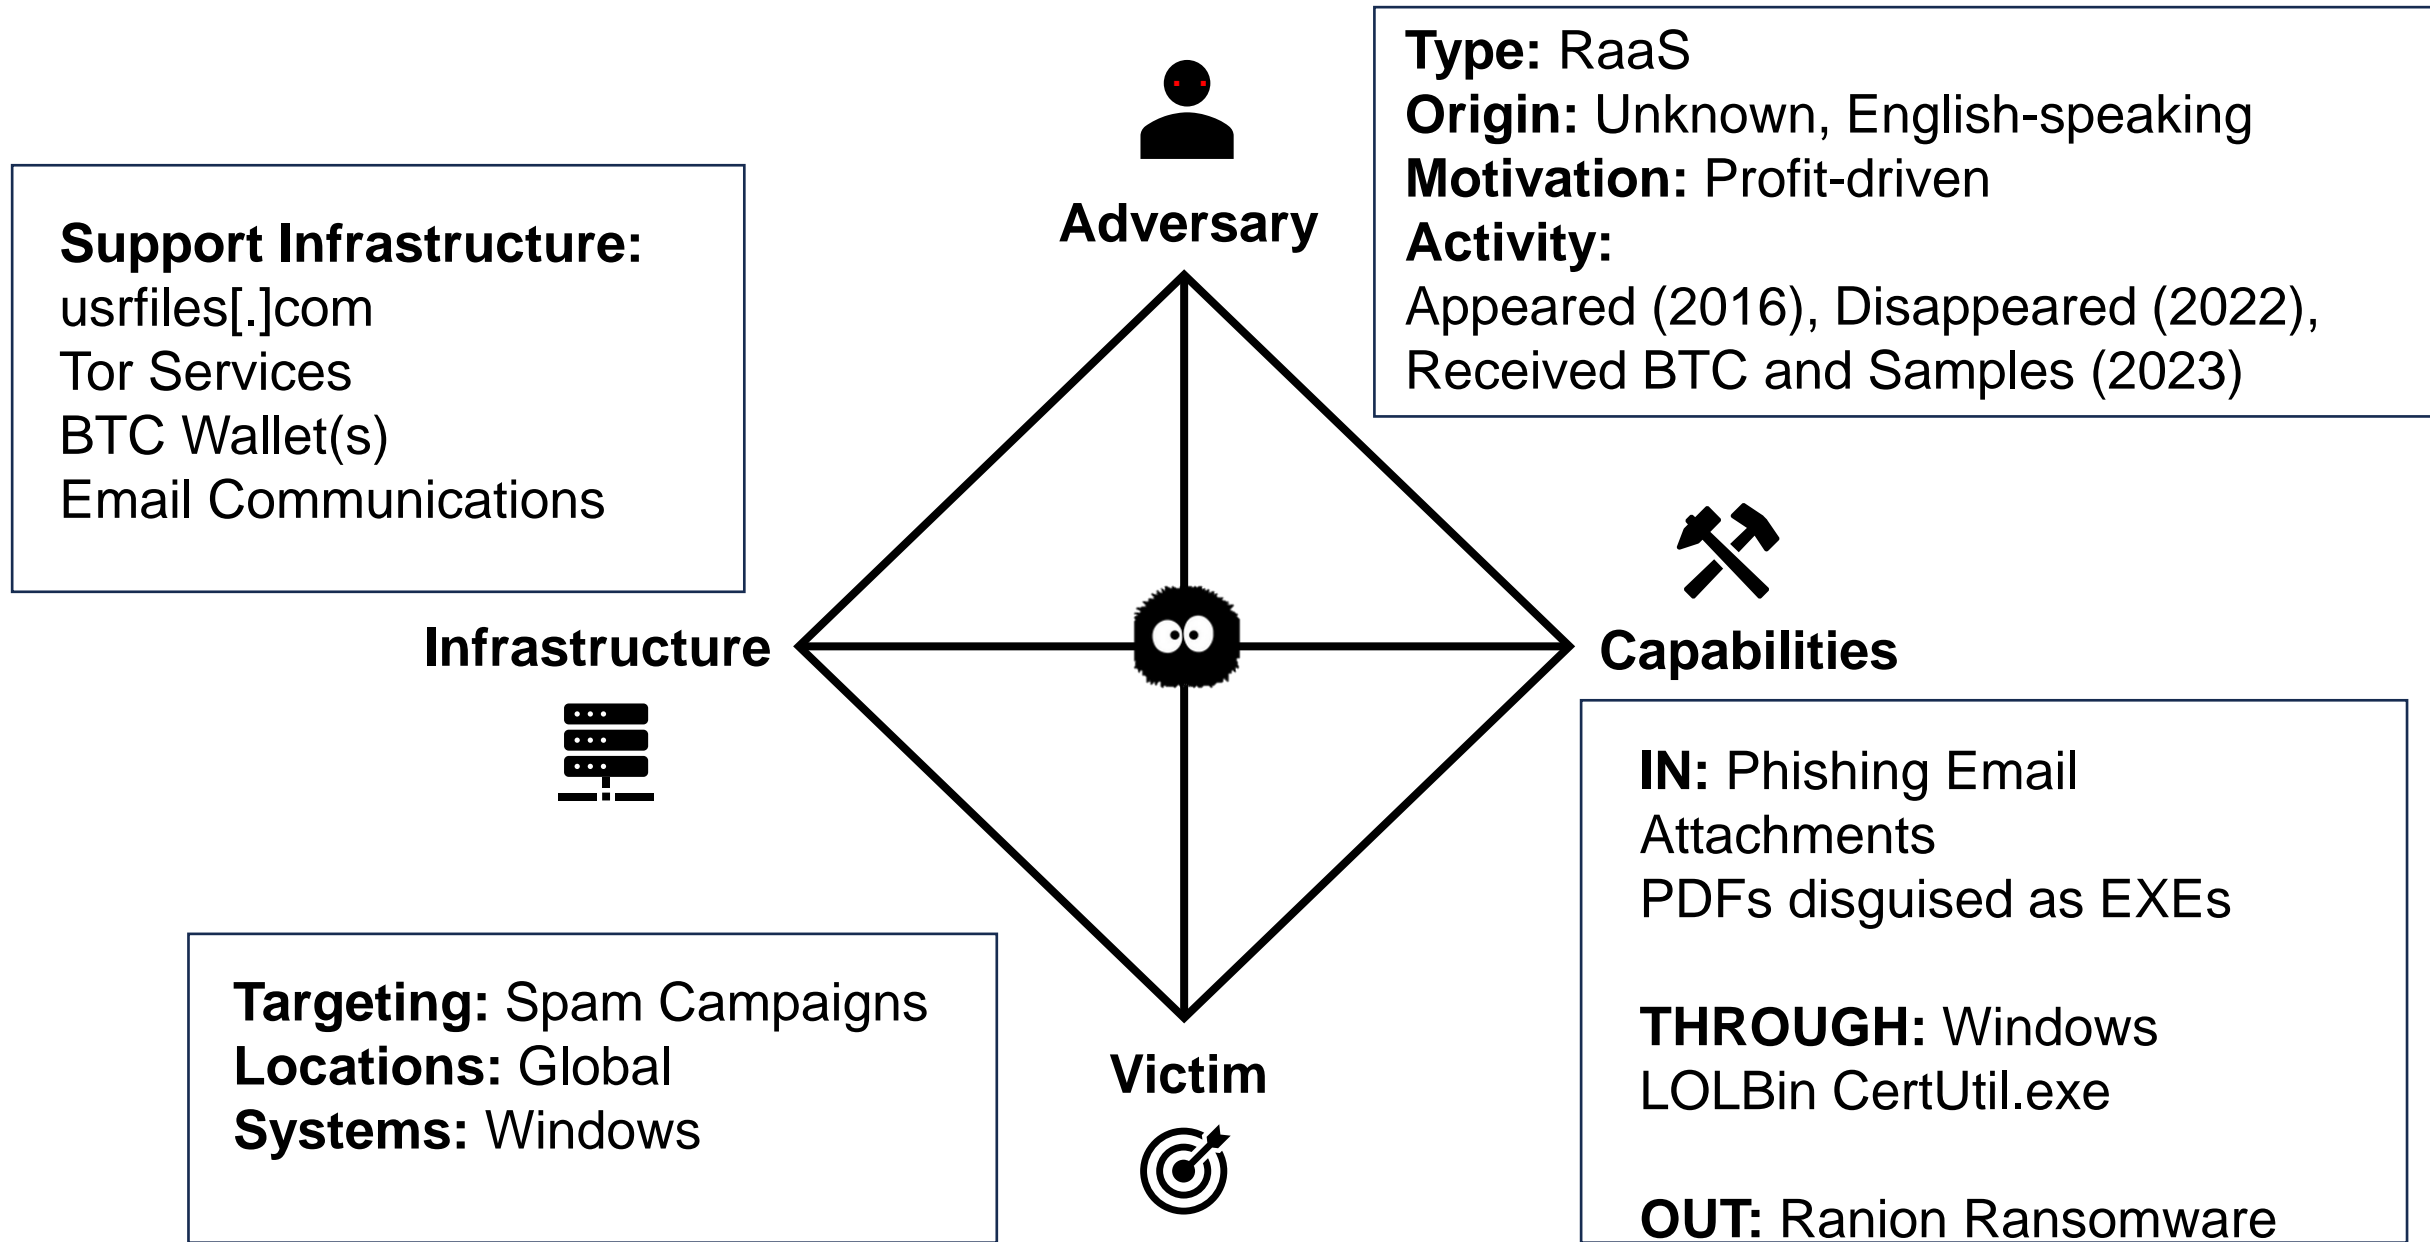 Adversary
Type: RaaS
Origin: Unknown, English-speaking
Motivation: Profit-driven
Activity:
Appeared (2016), Disappeared (2022),
Received BTC and Samples (2023)
Support Infrastructure:
usrfiles[.]com
Tor Services
BTC Wallet(s)
Email Communications
Infrastructure
Capabilities
IN: Phishing Email
Attachments
PDFs disguised as EXEs
THROUGH: Windows
LOLBin CertUtil.exe
OUT: Ranion Ransomware
Targeting: Spam Campaigns
Locations: Global
Systems: Windows
Victim